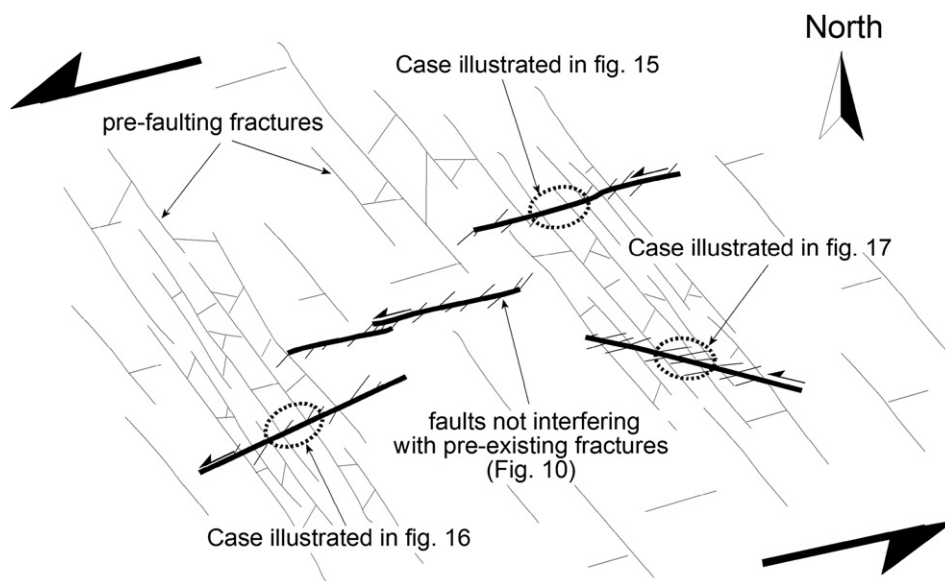 North
Case illustrated in fig. 15
pre-faulting fractures
Case illustrated in fig. 17
faults not interfering
with pre-existing fractures
(Fig. 10)
Case illustrated in fig. 16